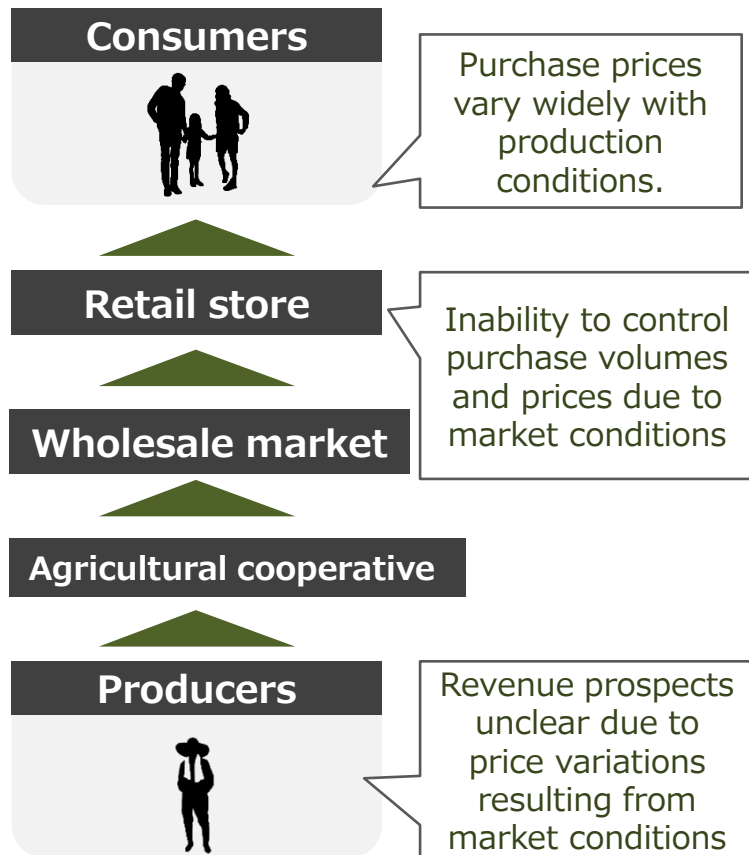 Consumers
Purchase prices
vary widely with
production
conditions.
Retail store
Inability to control
purchase volumes
and prices due to
market conditions
Wholesale market
Agricultural cooperative
Producers
Revenue prospects
unclear due to
price variations
resulting from
market conditions